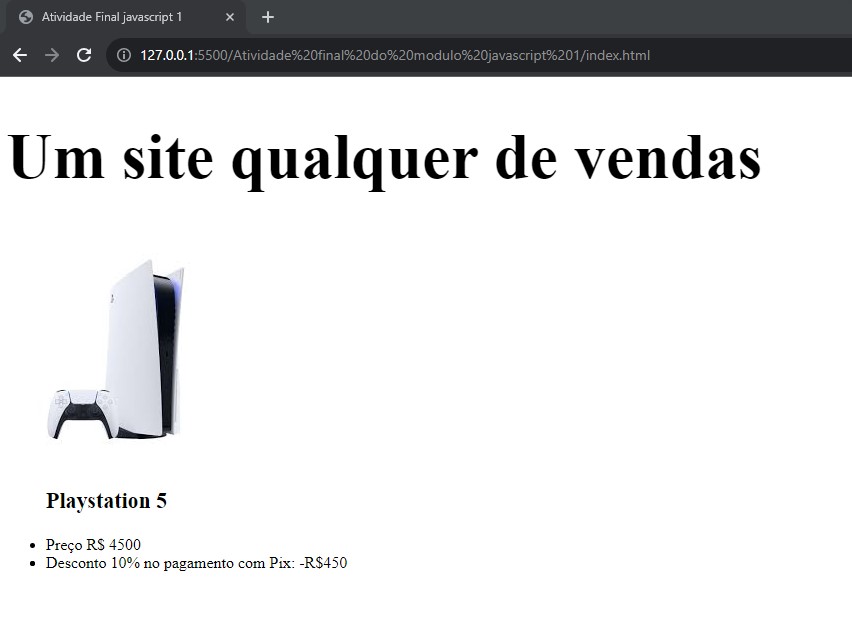 Atividade Final javascript 1
127.0.0.1:5500/Atividade%20final%20do%20modulo%20javascript%201/index.html
Um site qualquer de vendas
Playstation 5
Preço R$ 4500
Desconto 10% no pagamento com Pix: -R$450